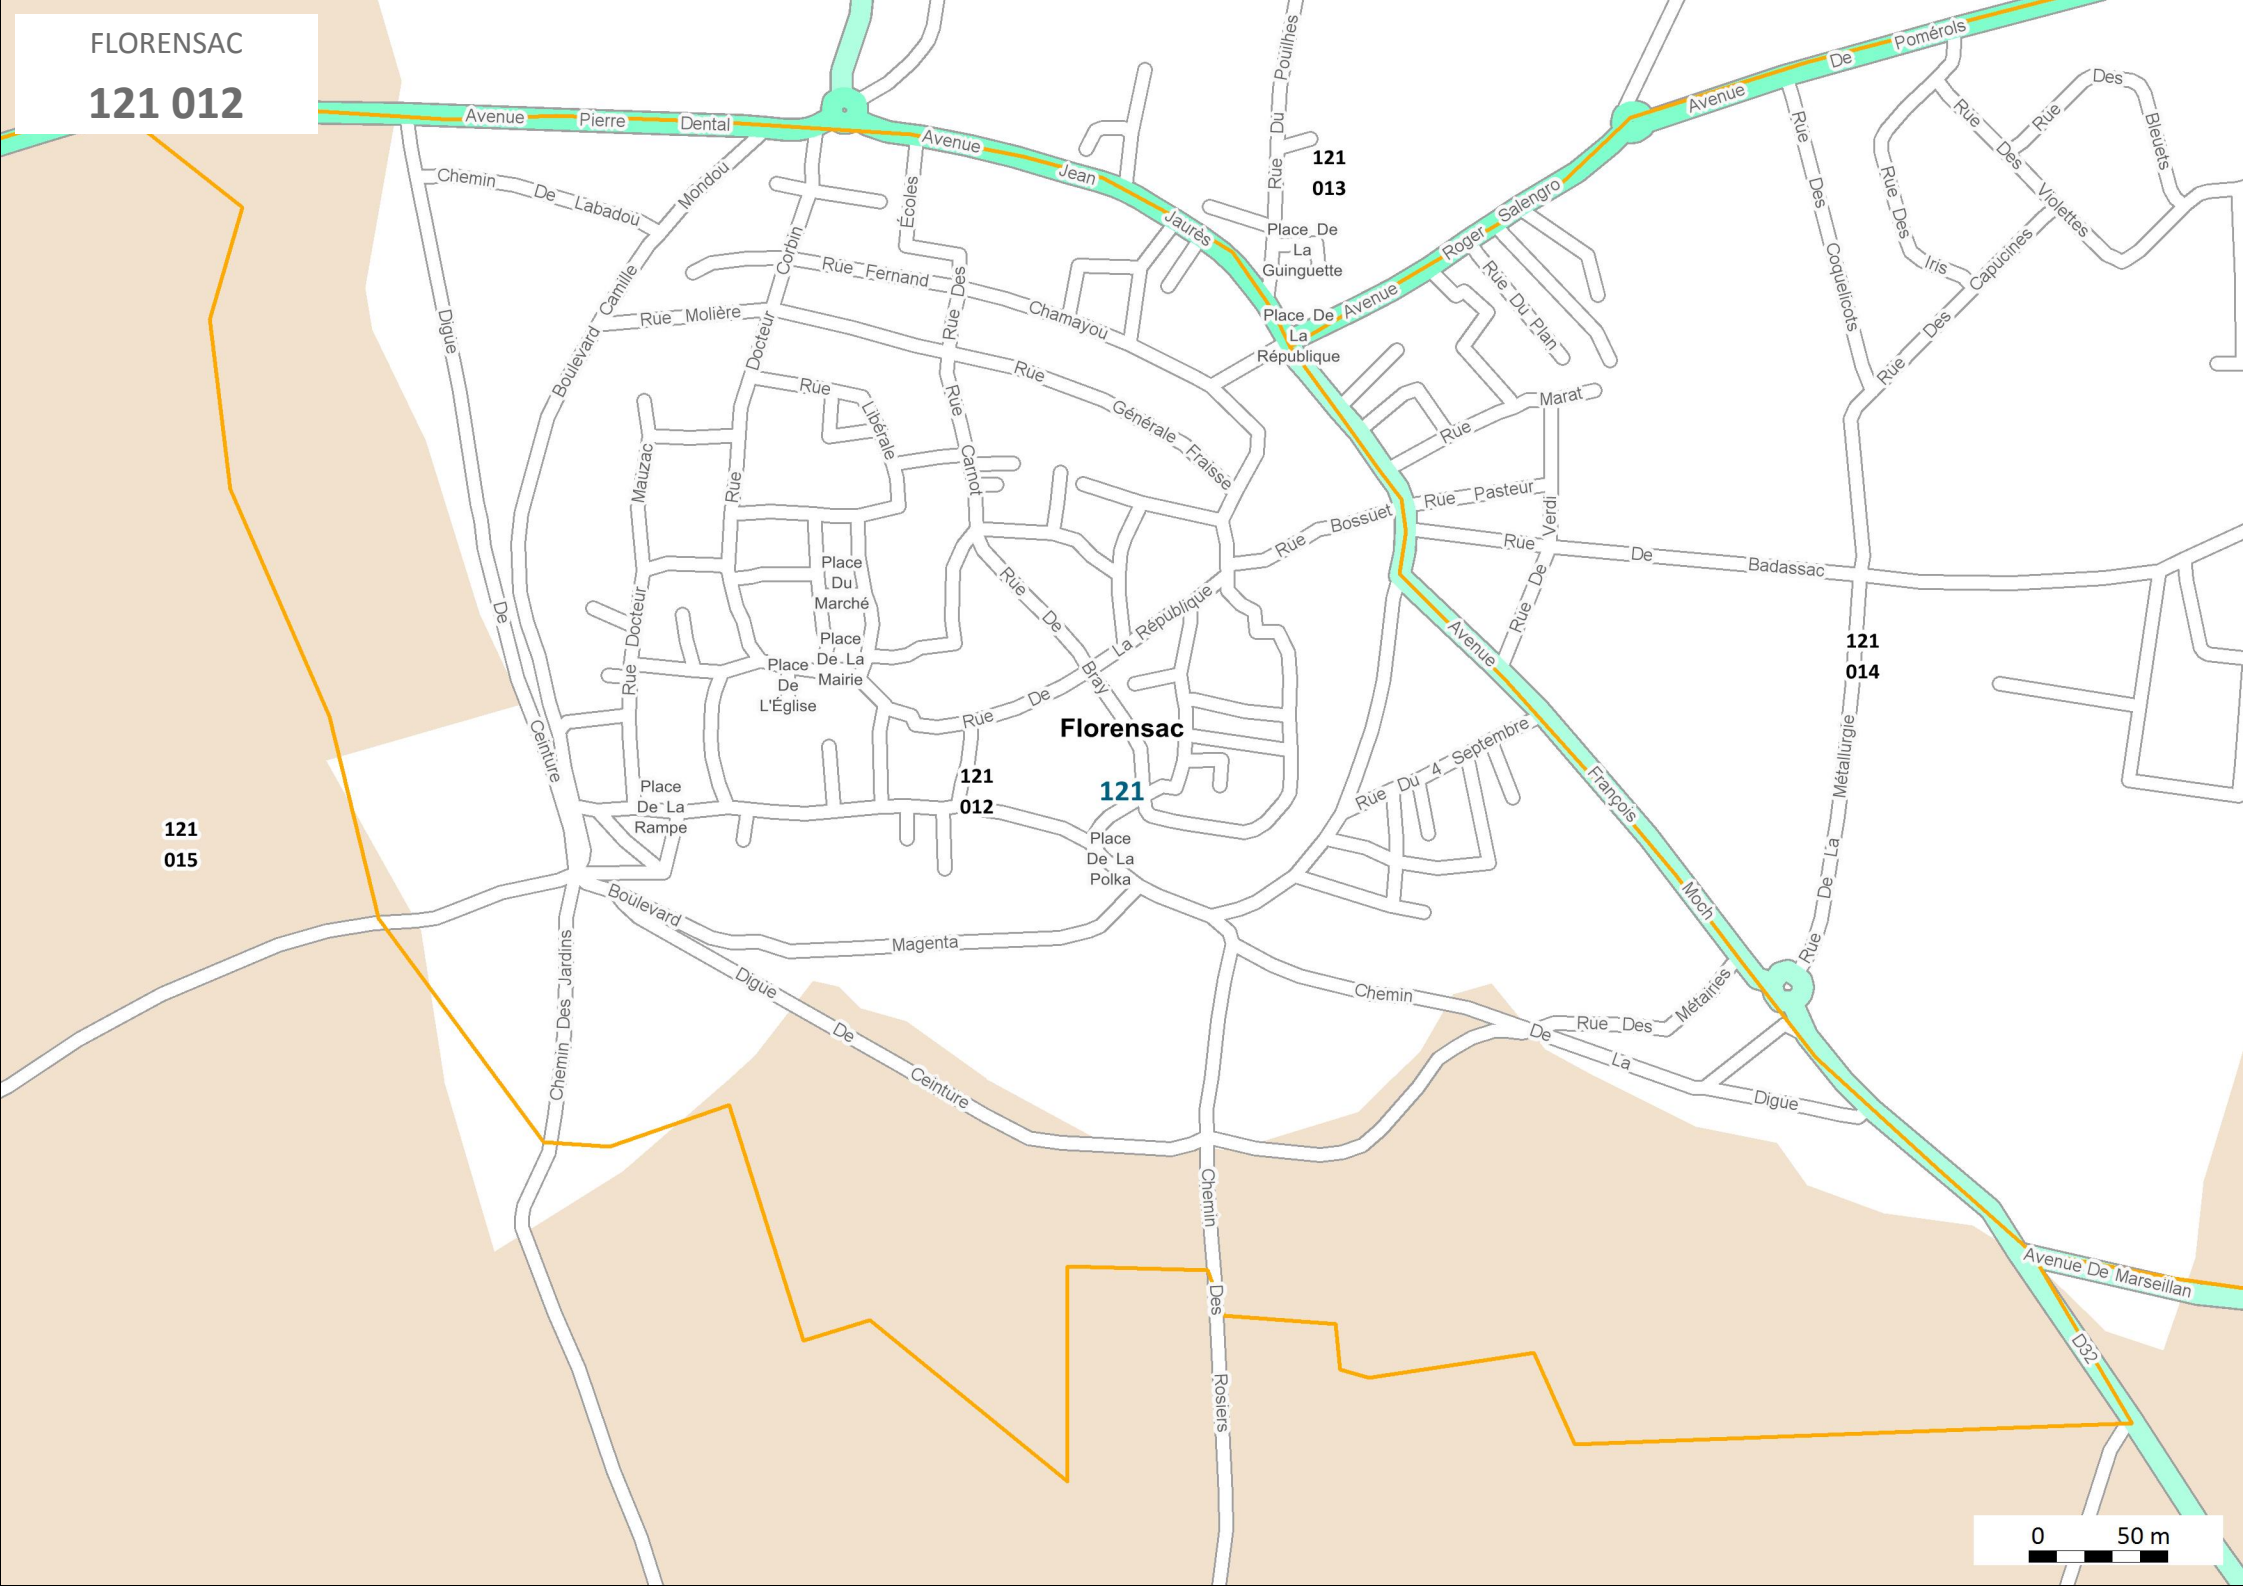 FLORENSAC
121 012
Avenue Pierre Dental
Avenue Jean Jaurès
Rue Du Pouilhes
121
013
Place De
La
Guinguette
Avenue Roger Salengro
Avenue De Pomérols
Rue Des Bleuets
Rue Des Violettes
Rue Des Iris
Rue Des Capucines
Rue Des Coquelicots
Chemin De Labadou
Boulevard Camille Mondou
Rue Docteur Corbin
Rue Des Écoles
Rue Fernand Chamayou
Rue Molière
Rue Générale Fraisse
Place De
La
République
Rue Du Plan
Rue Marat
Rue Libérale
Rue Carnot
Rue Docteur Mauzac
Digue De Ceinture
Rue Pasteur
Rue Bossuet
Rue De Verdi
Rue De Badassac
Place
Du
Marché
Place
De La
Mairie
Place
De
L'Église
Rue De Bray
Rue De La République
Florensac
121
121
012
121
014
121
015
Avenue François Moch
Rue Du 4 Septembre
Rue De La Métallurgie
Place
De La
Rampe
Place
De La
Polka
Boulevard Magenta
Chemin Des Jardins
Digue De Ceinture
Chemin De La Digue
Rue Des Métairies
Chemin Des Rosiers
Avenue De Marseillan
D32
0 50 m